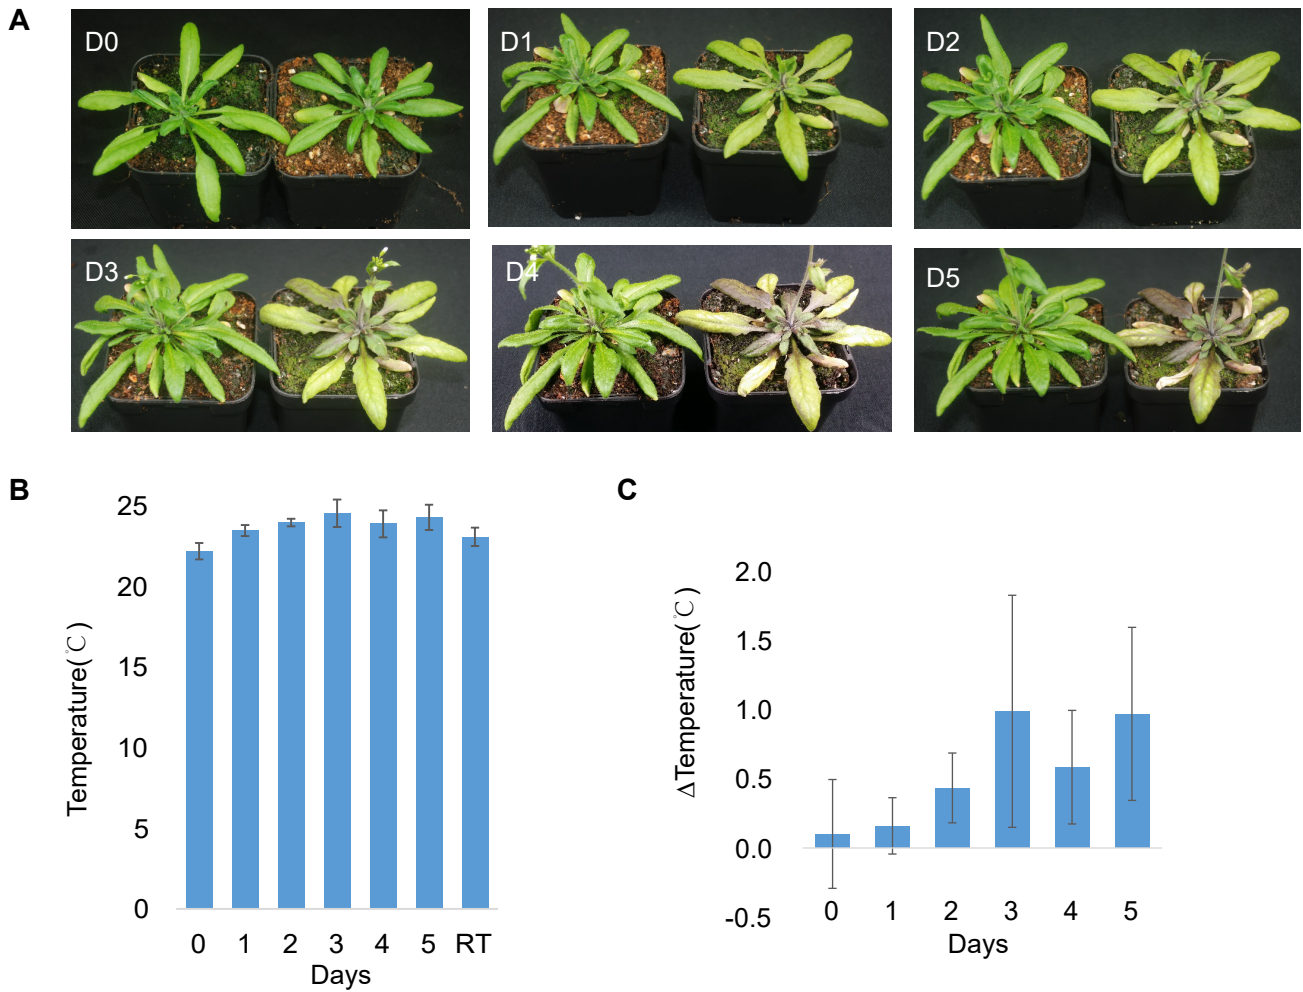 A
D0
D1
D2
D3
D4
D5
B
C
Temperature(℃)
25
20
15
10
5
0
0 1 2 3 4 5 RT
Days
ΔTemperature(℃)
2.0
1.5
1.0
0.5
0.0
-0.5
0 1 2 3 4 5
Days